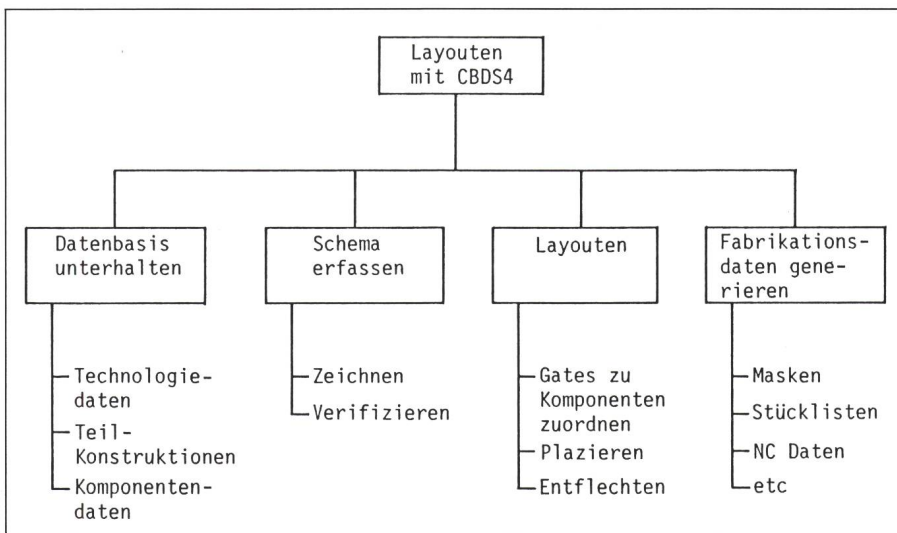 Layouten
mit CBDS4
Datenbasis
unterhalten
Technologie-
daten
Teil-
Konstruktionen
Komponenten-
daten
Schema
erfassen
Zeichnen
Verifizieren
Layouten
Gates zu
Komponenten
zuordnen
Plazieren
Entflechten
Fabrikations-
daten gene-
rieren
Masken
Stücklisten
NC Daten
etc